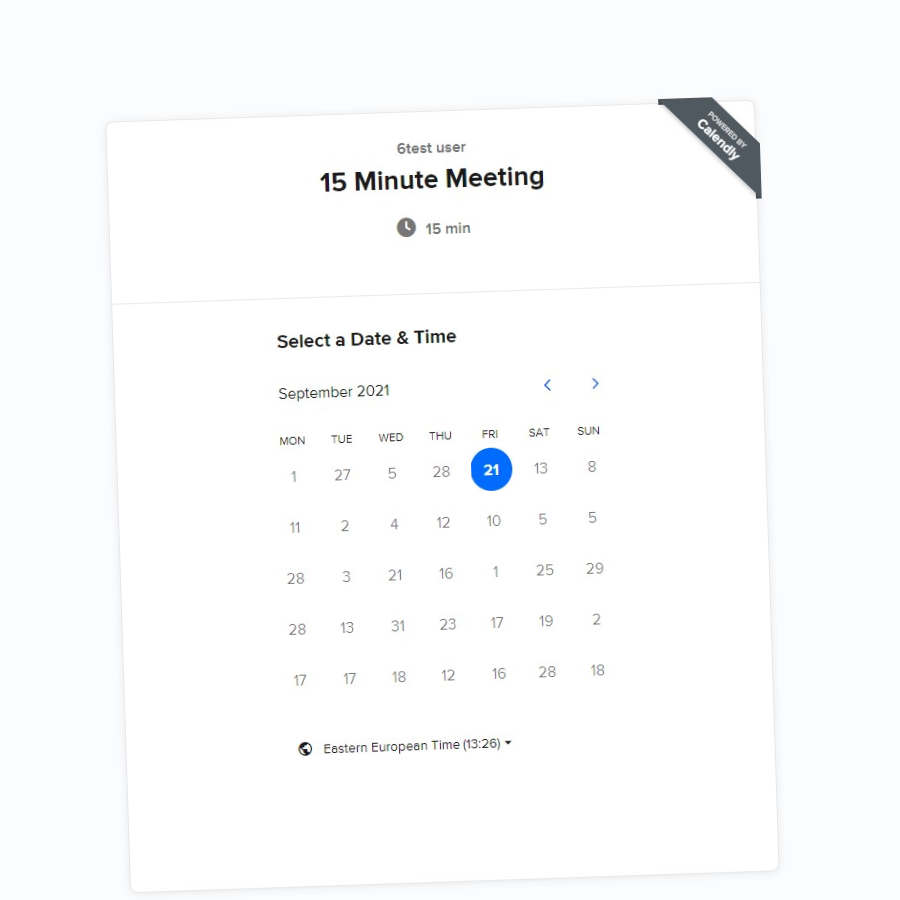 POWERED BY
Calendly
6test user
15 Minute Meeting
15 min
Select a Date & Time
September 2021
MON TUE WED THU FRI SAT SUN
1 27 5 28 21 13 8
11 2 4 12 10 5 5
28 3 21 16 1 25 29
28 13 31 23 17 19 2
17 17 18 12 16 28 18
Eastern European Time (13:26)